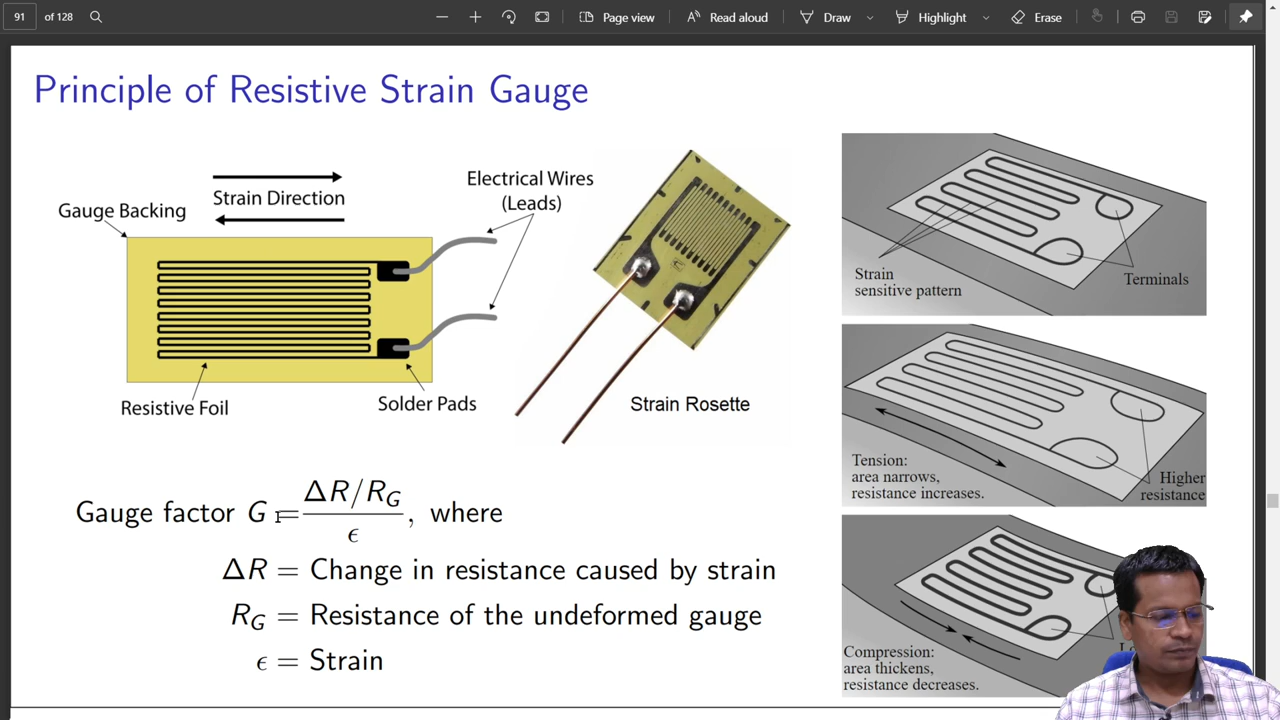 91 of 128
Page view
Read aloud
Draw
Highlight
Erase
Principle of Resistive Strain Gauge
Strain Direction
Gauge Backing
Electrical Wires
(Leads)
Resistive Foil
Solder Pads
Strain Rosette
Strain
sensitive pattern
Terminals
Tension:
area narrows,
resistance increases.
Higher
resistance
Compression:
area thickens,
resistance decreases.
Gauge factor G = ΔR/R_G / ϵ, where
ΔR = Change in resistance caused by strain
R_G = Resistance of the undeformed gauge
ϵ = Strain